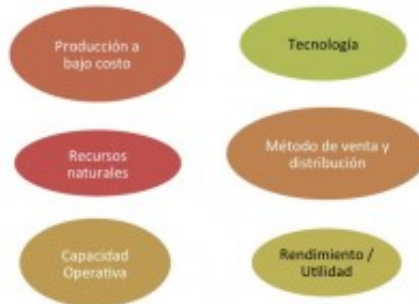 Producción a
bajo costo
Tecnología
Recursos
naturales
Método de venta y
distribución
Capacidad
Operativa
Rendimiento /
Utilidad